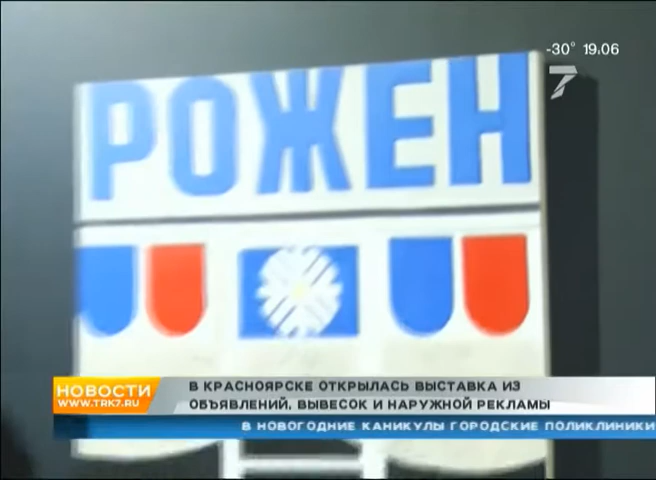 -30° 19.06
7
РОЖЕН
НОВОСТИ
WWW.TRK7.RU
В КРАСНОЯРСКЕ ОТКРЫЛАСЬ ВЫСТАВКА ИЗ
ОБЪЯВЛЕНИЙ, ВЫВЕСОК И НАРУЖНОЙ РЕКЛАМЫ
В НОВОГОДНИЕ КАНИКУЛЫ ГОРОДСКИЕ ПОЛИКЛИНИКИ